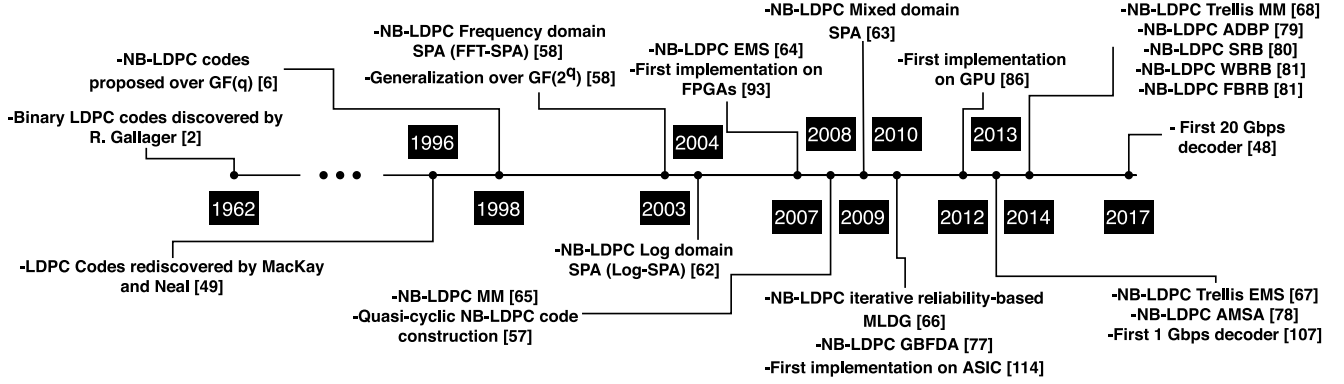 -NB-LDPC codes
proposed over GF(q) [6]
-Binary LDPC codes discovered by
R. Gallager [2]
-NB-LDPC Frequency domain
SPA (FFT-SPA) [58]
-Generalization over GF(2^q) [58]
-NB-LDPC EMS [64]
-First implementation on
FPGAs [93]
-NB-LDPC Mixed domain
SPA [63]
-First implementation
on GPU [86]
-NB-LDPC Trellis MM [68]
-NB-LDPC ADBP [79]
-NB-LDPC SRB [80]
-NB-LDPC WBRB [81]
-NB-LDPC FBRB [81]
- First 20 Gbps
decoder [48]
1996
2004
2008
2010
2013
1962
1998
2003
2007
2009
2012
2014
2017
-LDPC Codes rediscovered by MacKay
and Neal [49]
-NB-LDPC Log domain
SPA (Log-SPA) [62]
-NB-LDPC MM [65]
-Quasi-cyclic NB-LDPC code
construction [57]
-NB-LDPC iterative reliability-based
MLDG [66]
-NB-LDPC GBFDA [77]
-First implementation on ASIC [114]
-NB-LDPC Trellis EMS [67]
-NB-LDPC AMSA [78]
-First 1 Gbps decoder [107]